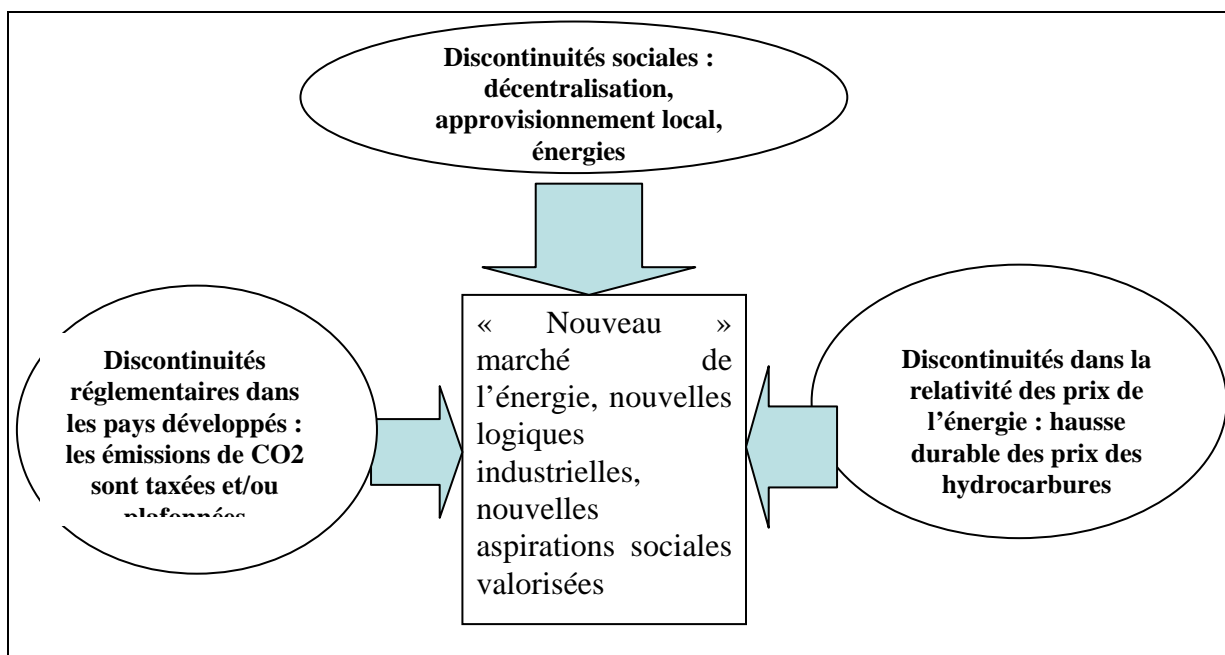 Discontinuités sociales :
décentralisation,
approvisionnement local,
énergies
Discontinuités
réglementaires dans
les pays développés :
les émissions de CO2
sont taxées et/ou
plafonnées
« Nouveau »
marché de
l’énergie, nouvelles
logiques
industrielles,
nouvelles
aspirations sociales
valorisées
Discontinuités dans la
relativité des prix de
l’énergie : hausse
durable des prix des
hydrocarbures